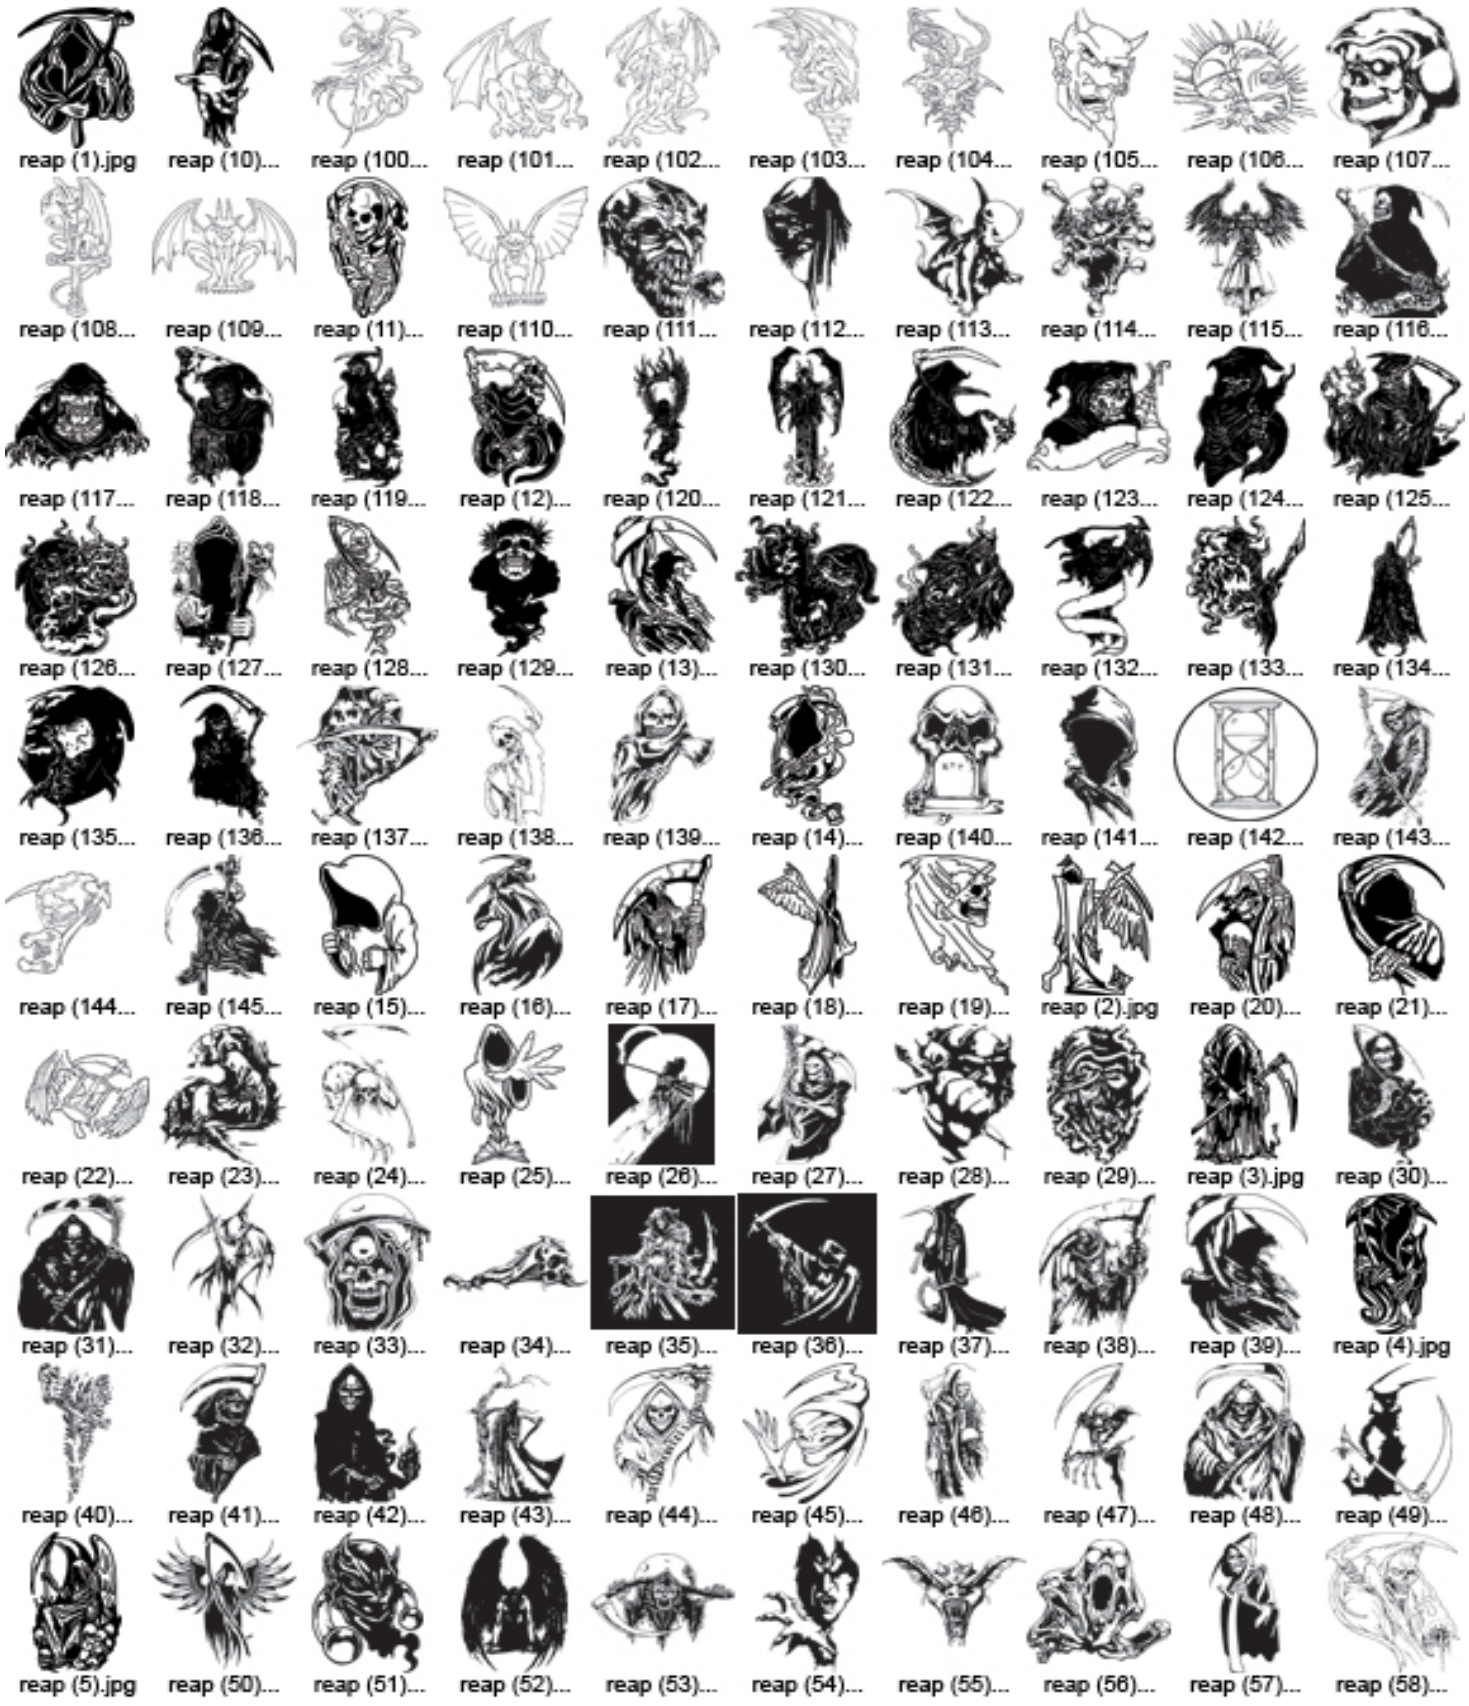 reap (1).jpg reap (10)... reap (100... reap (101... reap (102... reap (103... reap (104... reap (105... reap (106... reap (107...
reap (108... reap (109... reap (11)... reap (110... reap (111... reap (112... reap (113... reap (114... reap (115... reap (116...
reap (117... reap (118... reap (119... reap (12)... reap (120... reap (121... reap (122... reap (123... reap (124... reap (125...
reap (126... reap (127... reap (128... reap (129... reap (13)... reap (130... reap (131... reap (132... reap (133... reap (134...
reap (135... reap (136... reap (137... reap (138... reap (139... reap (14)... reap (140... reap (141... reap (142... reap (143...
reap (144... reap (145... reap (15)... reap (16)... reap (17)... reap (18)... reap (19)... reap (2).jpg reap (20)... reap (21)...
reap (22)... reap (23)... reap (24)... reap (25)... reap (26)... reap (27)... reap (28)... reap (29)... reap (3).jpg reap (30)...
reap (31)... reap (32)... reap (33)... reap (34)... reap (35)... reap (36)... reap (37)... reap (38)... reap (39)... reap (4).jpg
reap (40)... reap (41)... reap (42)... reap (43)... reap (44)... reap (45)... reap (46)... reap (47)... reap (48)... reap (49)...
reap (5).jpg reap (50)... reap (51)... reap (52)... reap (53)... reap (54)... reap (55)... reap (56)... reap (57)... reap (58)...